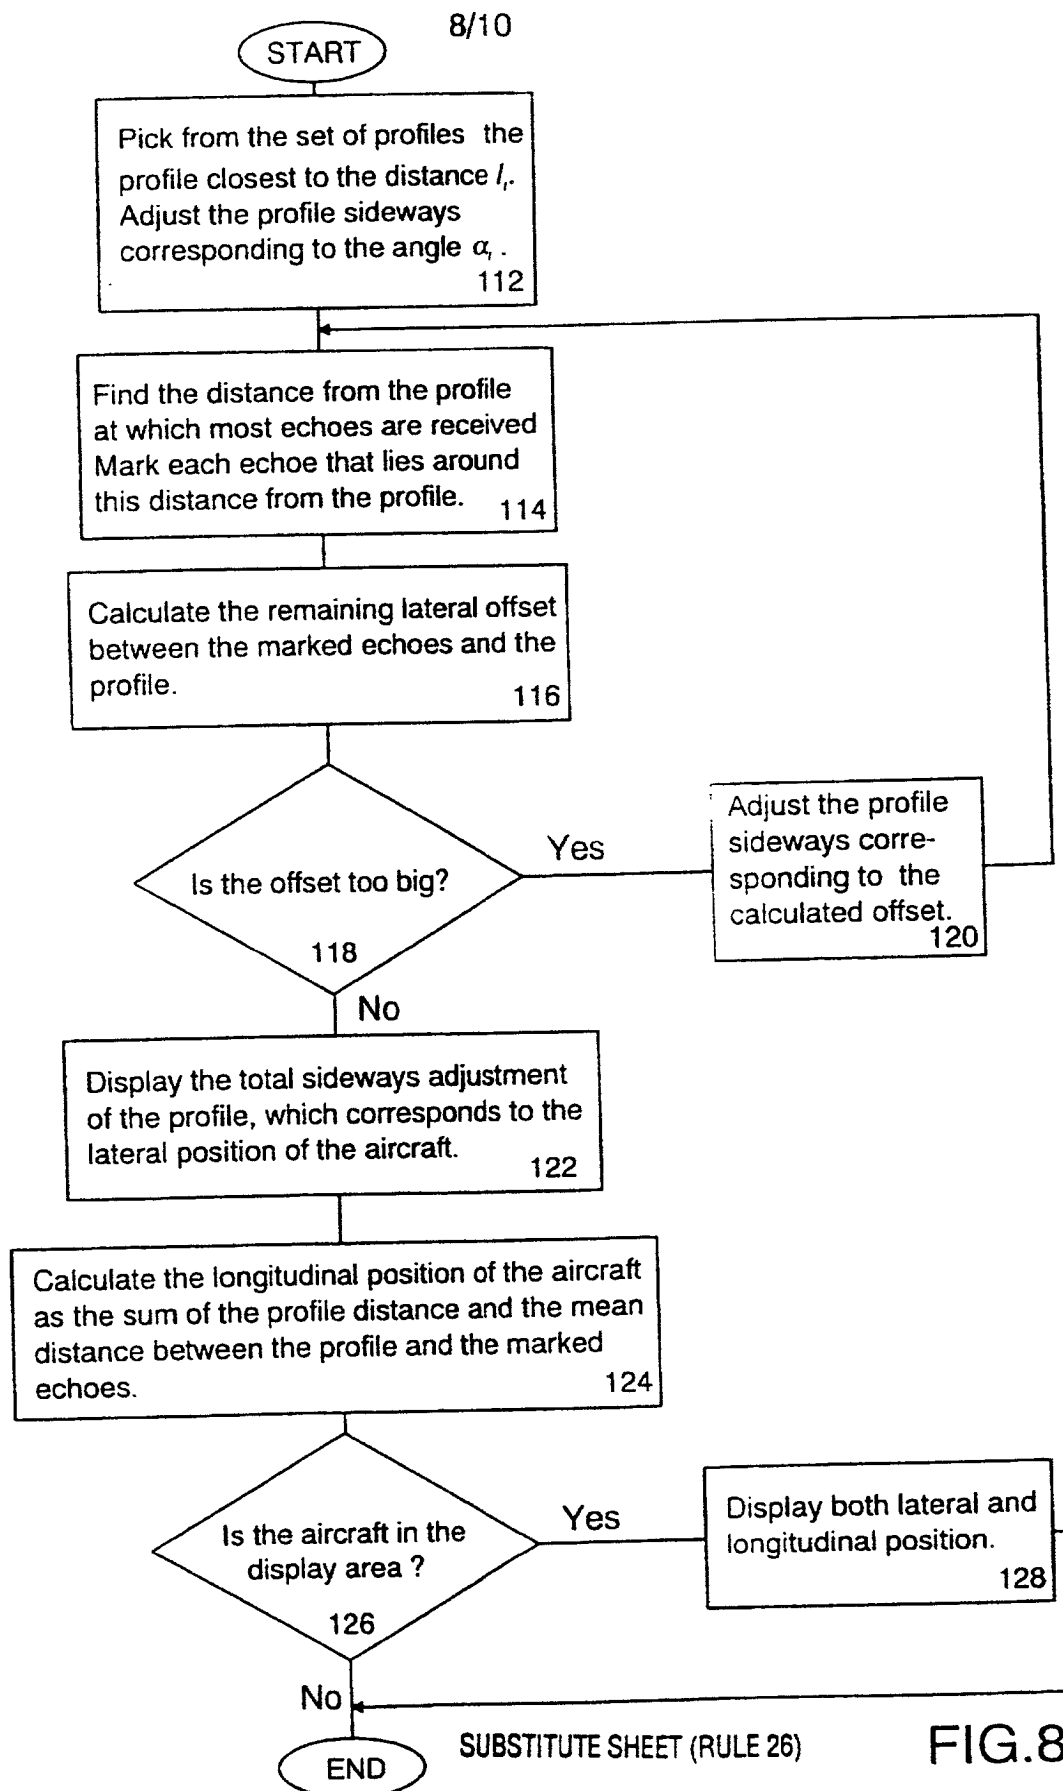 8/10
START
Pick from the set of profiles the
profile closest to the distance lᵢ.
Adjust the profile sideways
corresponding to the angle αᵢ .
112
Find the distance from the profile
at which most echoes are received
Mark each echoe that lies around
this distance from the profile.
114
Calculate the remaining lateral offset
between the marked echoes and the
profile.
116
Is the offset too big?
118
Yes
Adjust the profile
sideways corre-
sponding to the
calculated offset.
120
No
Display the total sideways adjustment
of the profile, which corresponds to the
lateral position of the aircraft.
122
Calculate the longitudinal position of the aircraft
as the sum of the profile distance and the mean
distance between the profile and the marked
echoes.
124
Is the aircraft in the
display area ?
126
Yes
Display both lateral and
longitudinal position.
128
No
END
SUBSTITUTE SHEET (RULE 26)
FIG.8